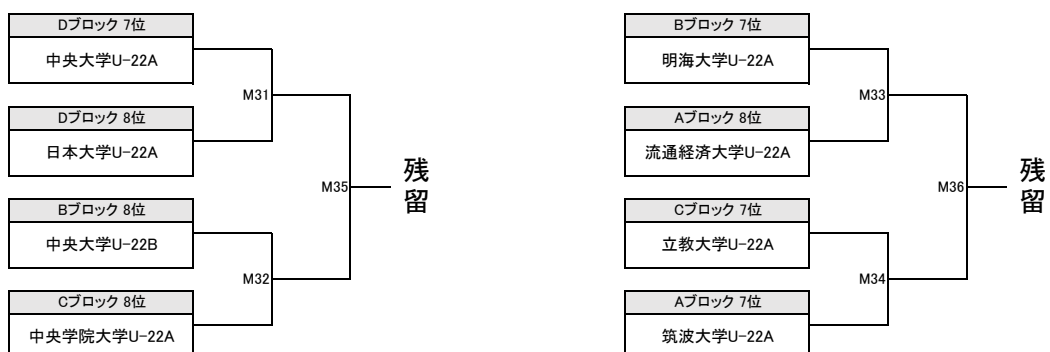 Dブロック 7位
中央大学U-22A
M31
Dブロック 8位
日本大学U-22A
M35
残留
Bブロック 8位
中央大学U-22B
M32
Cブロック 8位
中央学院大学U-22A
Bブロック 7位
明海大学U-22A
M33
Aブロック 8位
流通経済大学U-22A
M36
残留
Cブロック 7位
立教大学U-22A
M34
Aブロック 7位
筑波大学U-22A